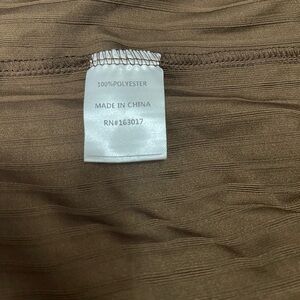 100%POLYESTER
MADE IN CHINA
RN#163017